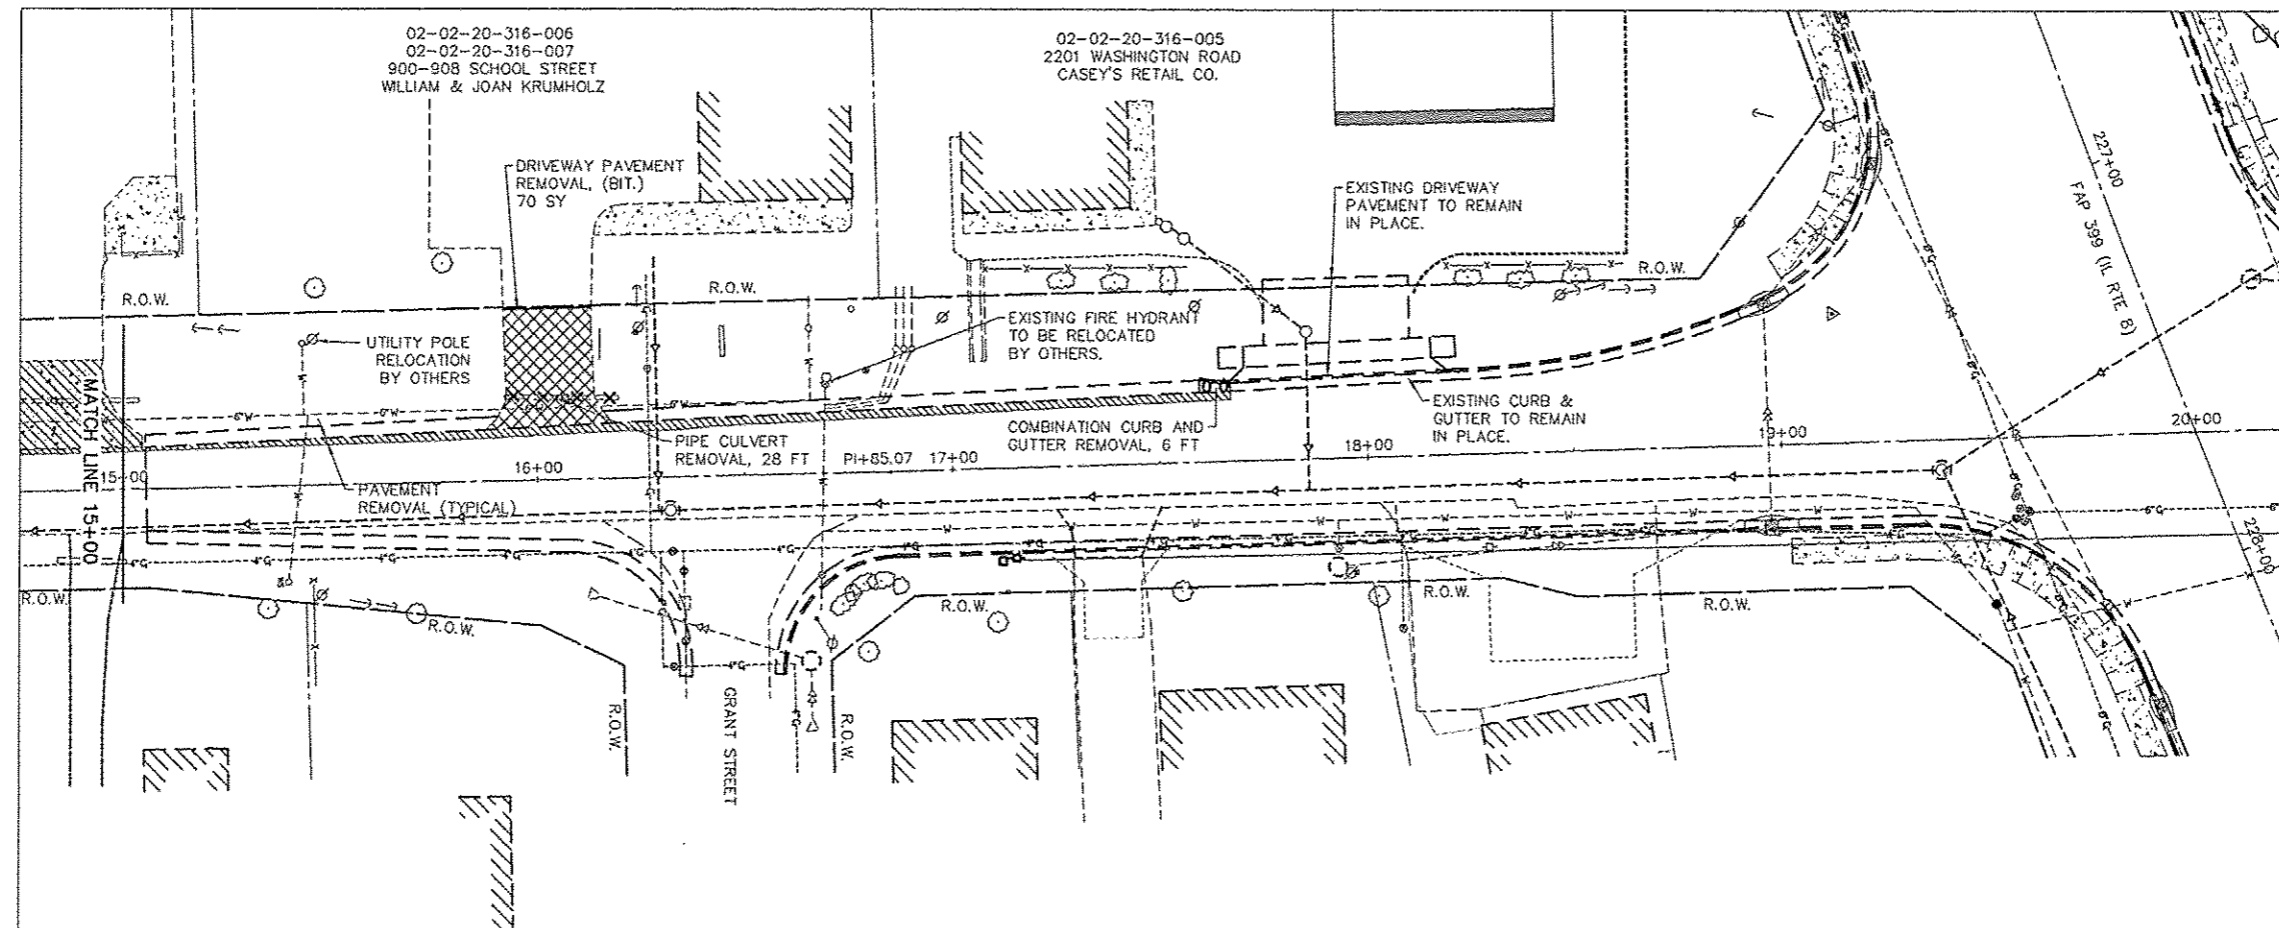 02-02-20-316-006
02-02-20-316-007
900-908 SCHOOL STREET
WILLIAM & JOAN KRUMHOLZ
02-02-20-316-005
2201 WASHINGTON ROAD
CASEY'S RETAIL CO.
DRIVEWAY PAVEMENT
REMOVAL, (BIT.)
70 SY
EXISTING DRIVEWAY
PAVEMENT TO REMAIN
IN PLACE.
227+00
FAP 399 (IL RTE 8)
R.O.W.
R.O.W.
R.O.W.
UTILITY POLE
RELOCATION
BY OTHERS
EXISTING FIRE HYDRANT
TO BE RELOCATED
BY OTHERS.
MATCH LINE 15+00
6"W
6"W
6"W
EXISTING CURB &
GUTTER TO REMAIN
IN PLACE.
COMBINATION CURB AND
GUTTER REMOVAL, 6 FT
PIPE CULVERT
REMOVAL, 28 FT
PAVEMENT
REMOVAL (TYPICAL)
15+00
16+00
PI+85.07
17+00
18+00
19+00
20+00
228+00
R.O.W.
R.O.W.
R.O.W.
R.O.W.
R.O.W.
R.O.W.
R.O.W.
GRANT STREET